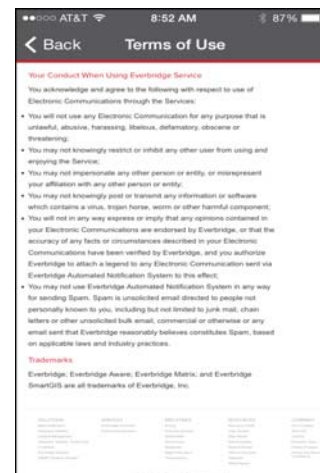 AT&T 8:52 AM 87%
Back Terms of Use
Your Conduct When Using Everbridge Service
You acknowledge and agree to the following with respect to use of
Electronic Communications through the Services:
• You will not use any Electronic Communication for any purpose that is
unlawful, abusive, harassing, libelous, defamatory, obscene or
threatening;
• You may not knowingly restrict or inhibit any other user from using and
enjoying the Service;
• You may not impersonate any other person or entity, or misrepresent
your affiliation with any other person or entity;
• You may not knowingly post or transmit any information or software
which contains a virus, trojan horse, worm or other harmful component;
• You will not in any way express or imply that any opinions contained in
your Electronic Communications are endorsed by Everbridge, or that the
accuracy of any facts or circumstances described in your Electronic
Communications have been verified by Everbridge, and you authorize
Everbridge to attach a legend to any Electronic Communication sent via
Everbridge Automated Notification System to this effect;
• You may not use Everbridge Automated Notification System in any way
for sending Spam. Spam is unsolicited email directed to people not
personally known to you, including but not limited to junk mail, chain
letters or other unsolicited bulk email, commercial or otherwise or any
email sent that Everbridge reasonably believes constitutes Spam, based
on applicable laws and industry practices.
Trademarks
Everbridge; Everbridge Aware; Everbridge Matrix; and Everbridge
SmartGIS are all trademarks of Everbridge, Inc.